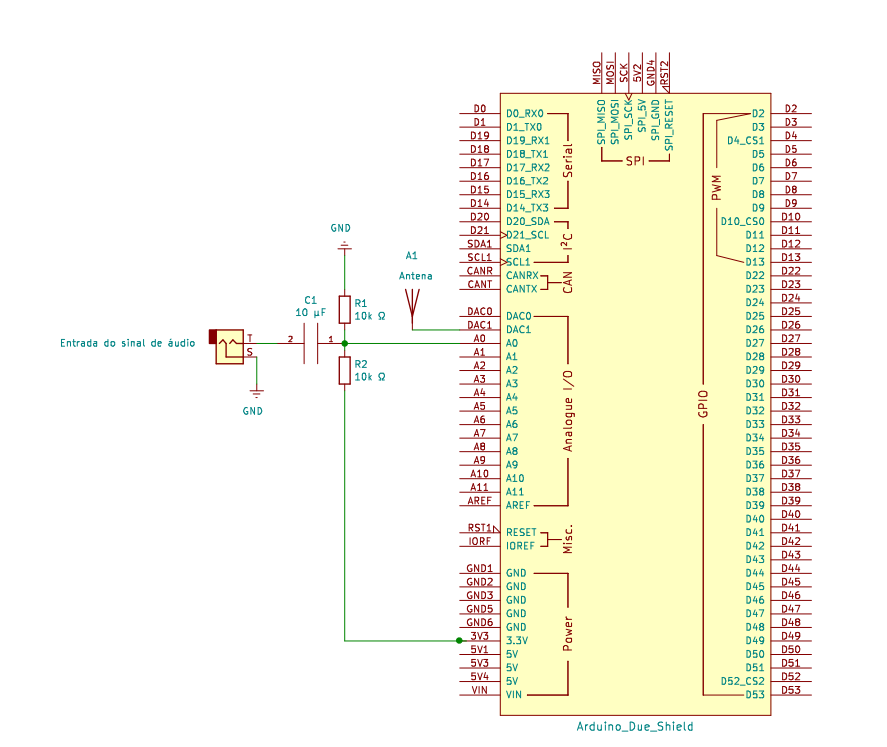 MISO
MOSI
SCK
5V2
GND4
RST2
SPI_MISO
SPI_MOSI
SPI_SCK
SPI_5V
SPI_GND
SPI_RESET
SPI
D0 D0_RX0
D1 D1_TX0
D19 D19_RX1
D18 D18_TX1
D17 D17_RX2
D16 D16_TX2
D15 D15_RX3
D14 D14_TX3
Serial
D20 D20_SDA
D21 D21_SCL
SDA1 SDA1
SCL1 SCL1
I²C
CANR CANRX
CANT CANTX
CAN
DAC0 DAC0
DAC1 DAC1
A0 A0
A1 A1
A2 A2
A3 A3
A4 A4
A5 A5
A6 A6
A7 A7
A8 A8
A9 A9
A10 A10
A11 A11
AREF AREF
Analogue I/O
RST1 RESET
IORF IOREF
Misc.
GND1 GND
GND2 GND
GND3 GND
GND5 GND
GND6 GND
3V3 3.3V
5V1 5V
5V3 5V
5V4 5V
VIN VIN
Power
D2 D2
D3 D3
D4_CS1 D4
D5 D5
D6 D6
D7 D7
D8 D8
D9 D9
D10_CS0 D10
D11 D11
D12 D12
D13 D13
PWM
D22 D22
D23 D23
D24 D24
D25 D25
D26 D26
D27 D27
D28 D28
D29 D29
D30 D30
D31 D31
D32 D32
D33 D33
D34 D34
D35 D35
D36 D36
D37 D37
D38 D38
D39 D39
D40 D40
D41 D41
D42 D42
D43 D43
D44 D44
D45 D45
D46 D46
D47 D47
D48 D48
D49 D49
D50 D50
D51 D51
D52_CS2 D52
D53 D53
GPIO
Arduino_Due_Shield
GND
A1
Antena
R1
10k Ω
C1
10 µF
2
1
Entrada do sinal de áudio
T
S
R2
10k Ω
GND